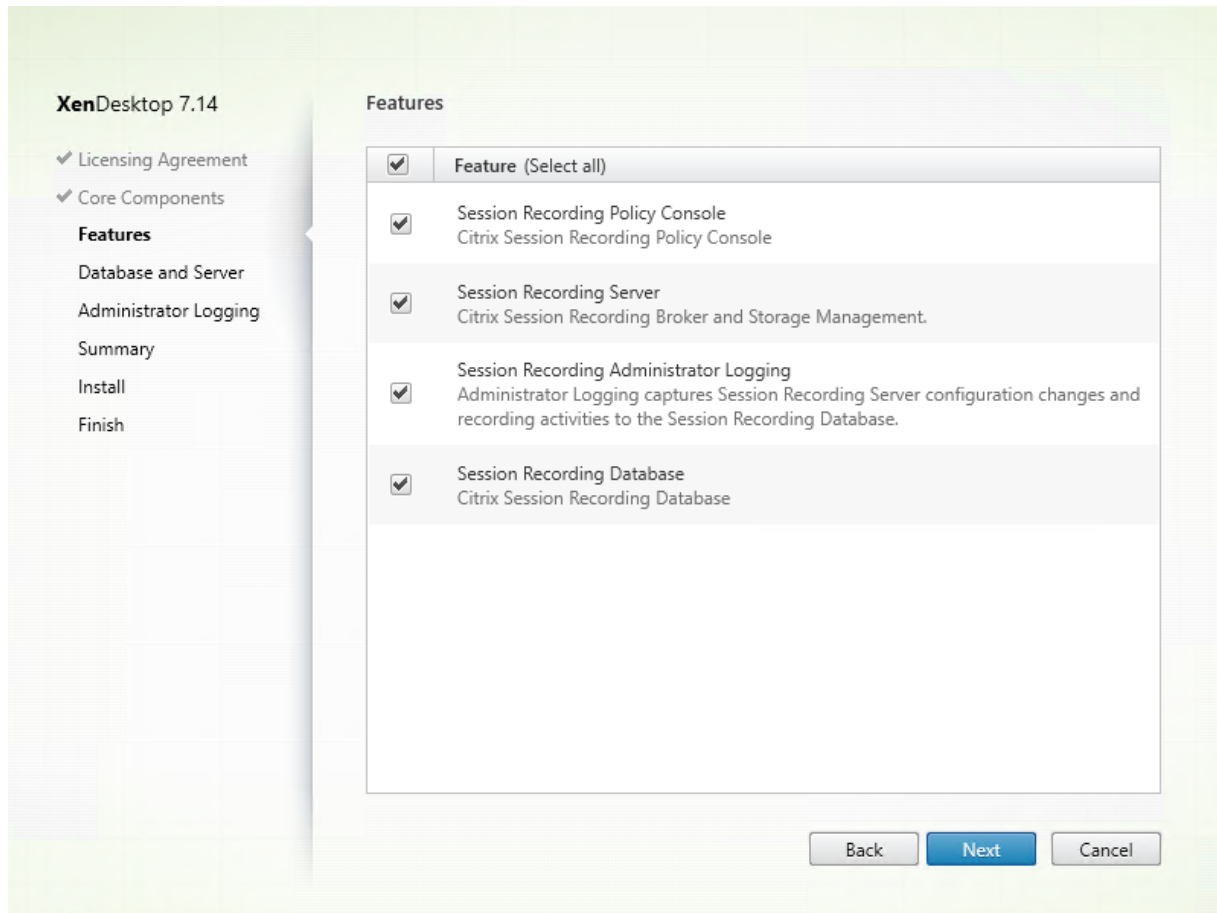 XenDesktop 7.14
Licensing Agreement
Core Components
Features
Database and Server
Administrator Logging
Summary
Install
Finish
Features
Feature (Select all)
Session Recording Policy Console
Citrix Session Recording Policy Console
Session Recording Server
Citrix Session Recording Broker and Storage Management.
Session Recording Administrator Logging
Administrator Logging captures Session Recording Server configuration changes and
recording activities to the Session Recording Database.
Session Recording Database
Citrix Session Recording Database
Back
Next
Cancel